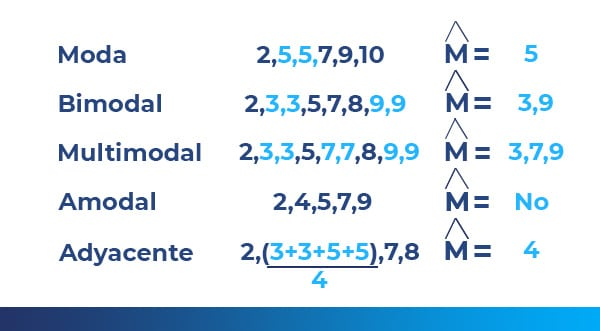 Moda 2,5,5,7,9,10 M̂ = 5
Bimodal 2,3,3,5,7,8,9,9 M̂ = 3,9
Multimodal 2,3,3,5,7,7,8,9,9 M̂ = 3,7,9
Amodal 2,4,5,7,9 M̂ = No
Adyacente 2,(3+3+5+5),7,8 M̂ = 4
4